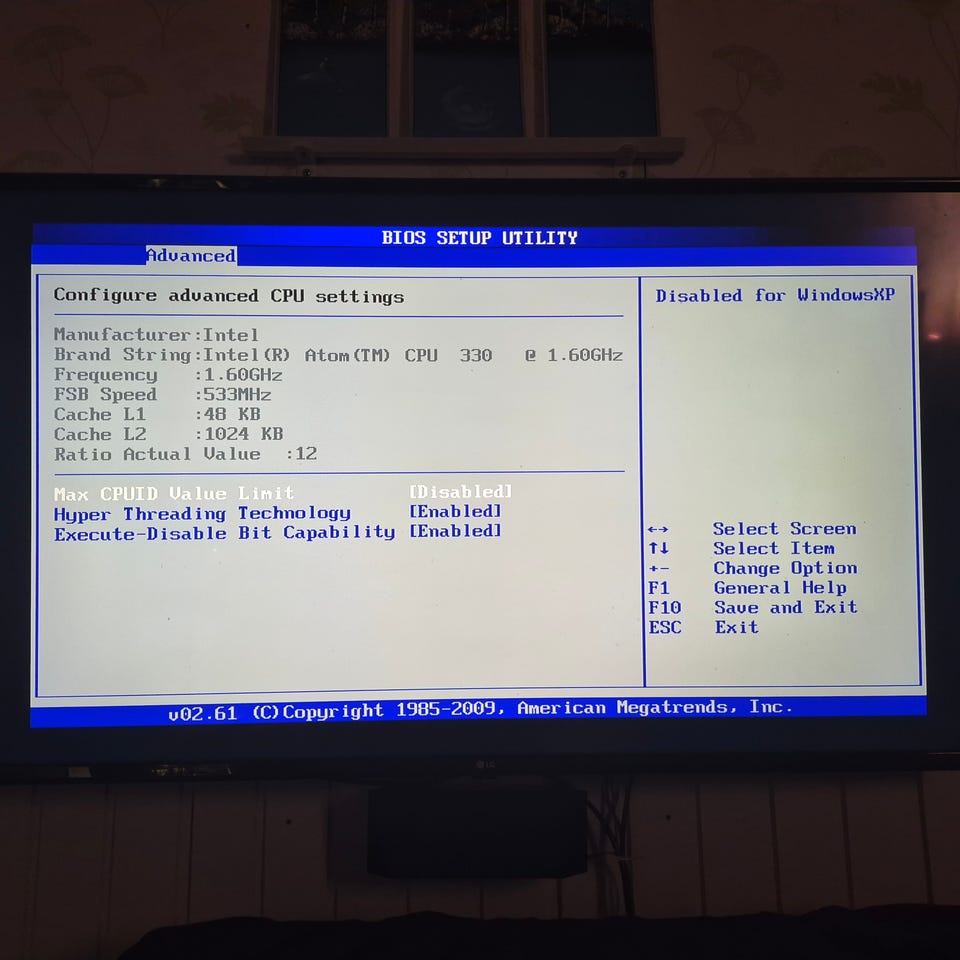 BIOS SETUP UTILITY
Advanced
Configure advanced CPU settings
Manufacturer:Intel
Brand String:Intel(R) Atom(TM) CPU 330 @ 1.60GHz
Frequency :1.60GHz
FSB Speed :533MHz
Cache L1 :48 KB
Cache L2 :1024 KB
Ratio Actual Value :12
Max CPUID Value Limit [Disabled]
Hyper Threading Technology [Enabled]
Execute-Disable Bit Capability [Enabled]
Disabled for WindowsXP
←→ Select Screen
↑↓ Select Item
+- Change Option
F1 General Help
F10 Save and Exit
ESC Exit
v02.61 (C)Copyright 1985-2009, American Megatrends, Inc.
LG